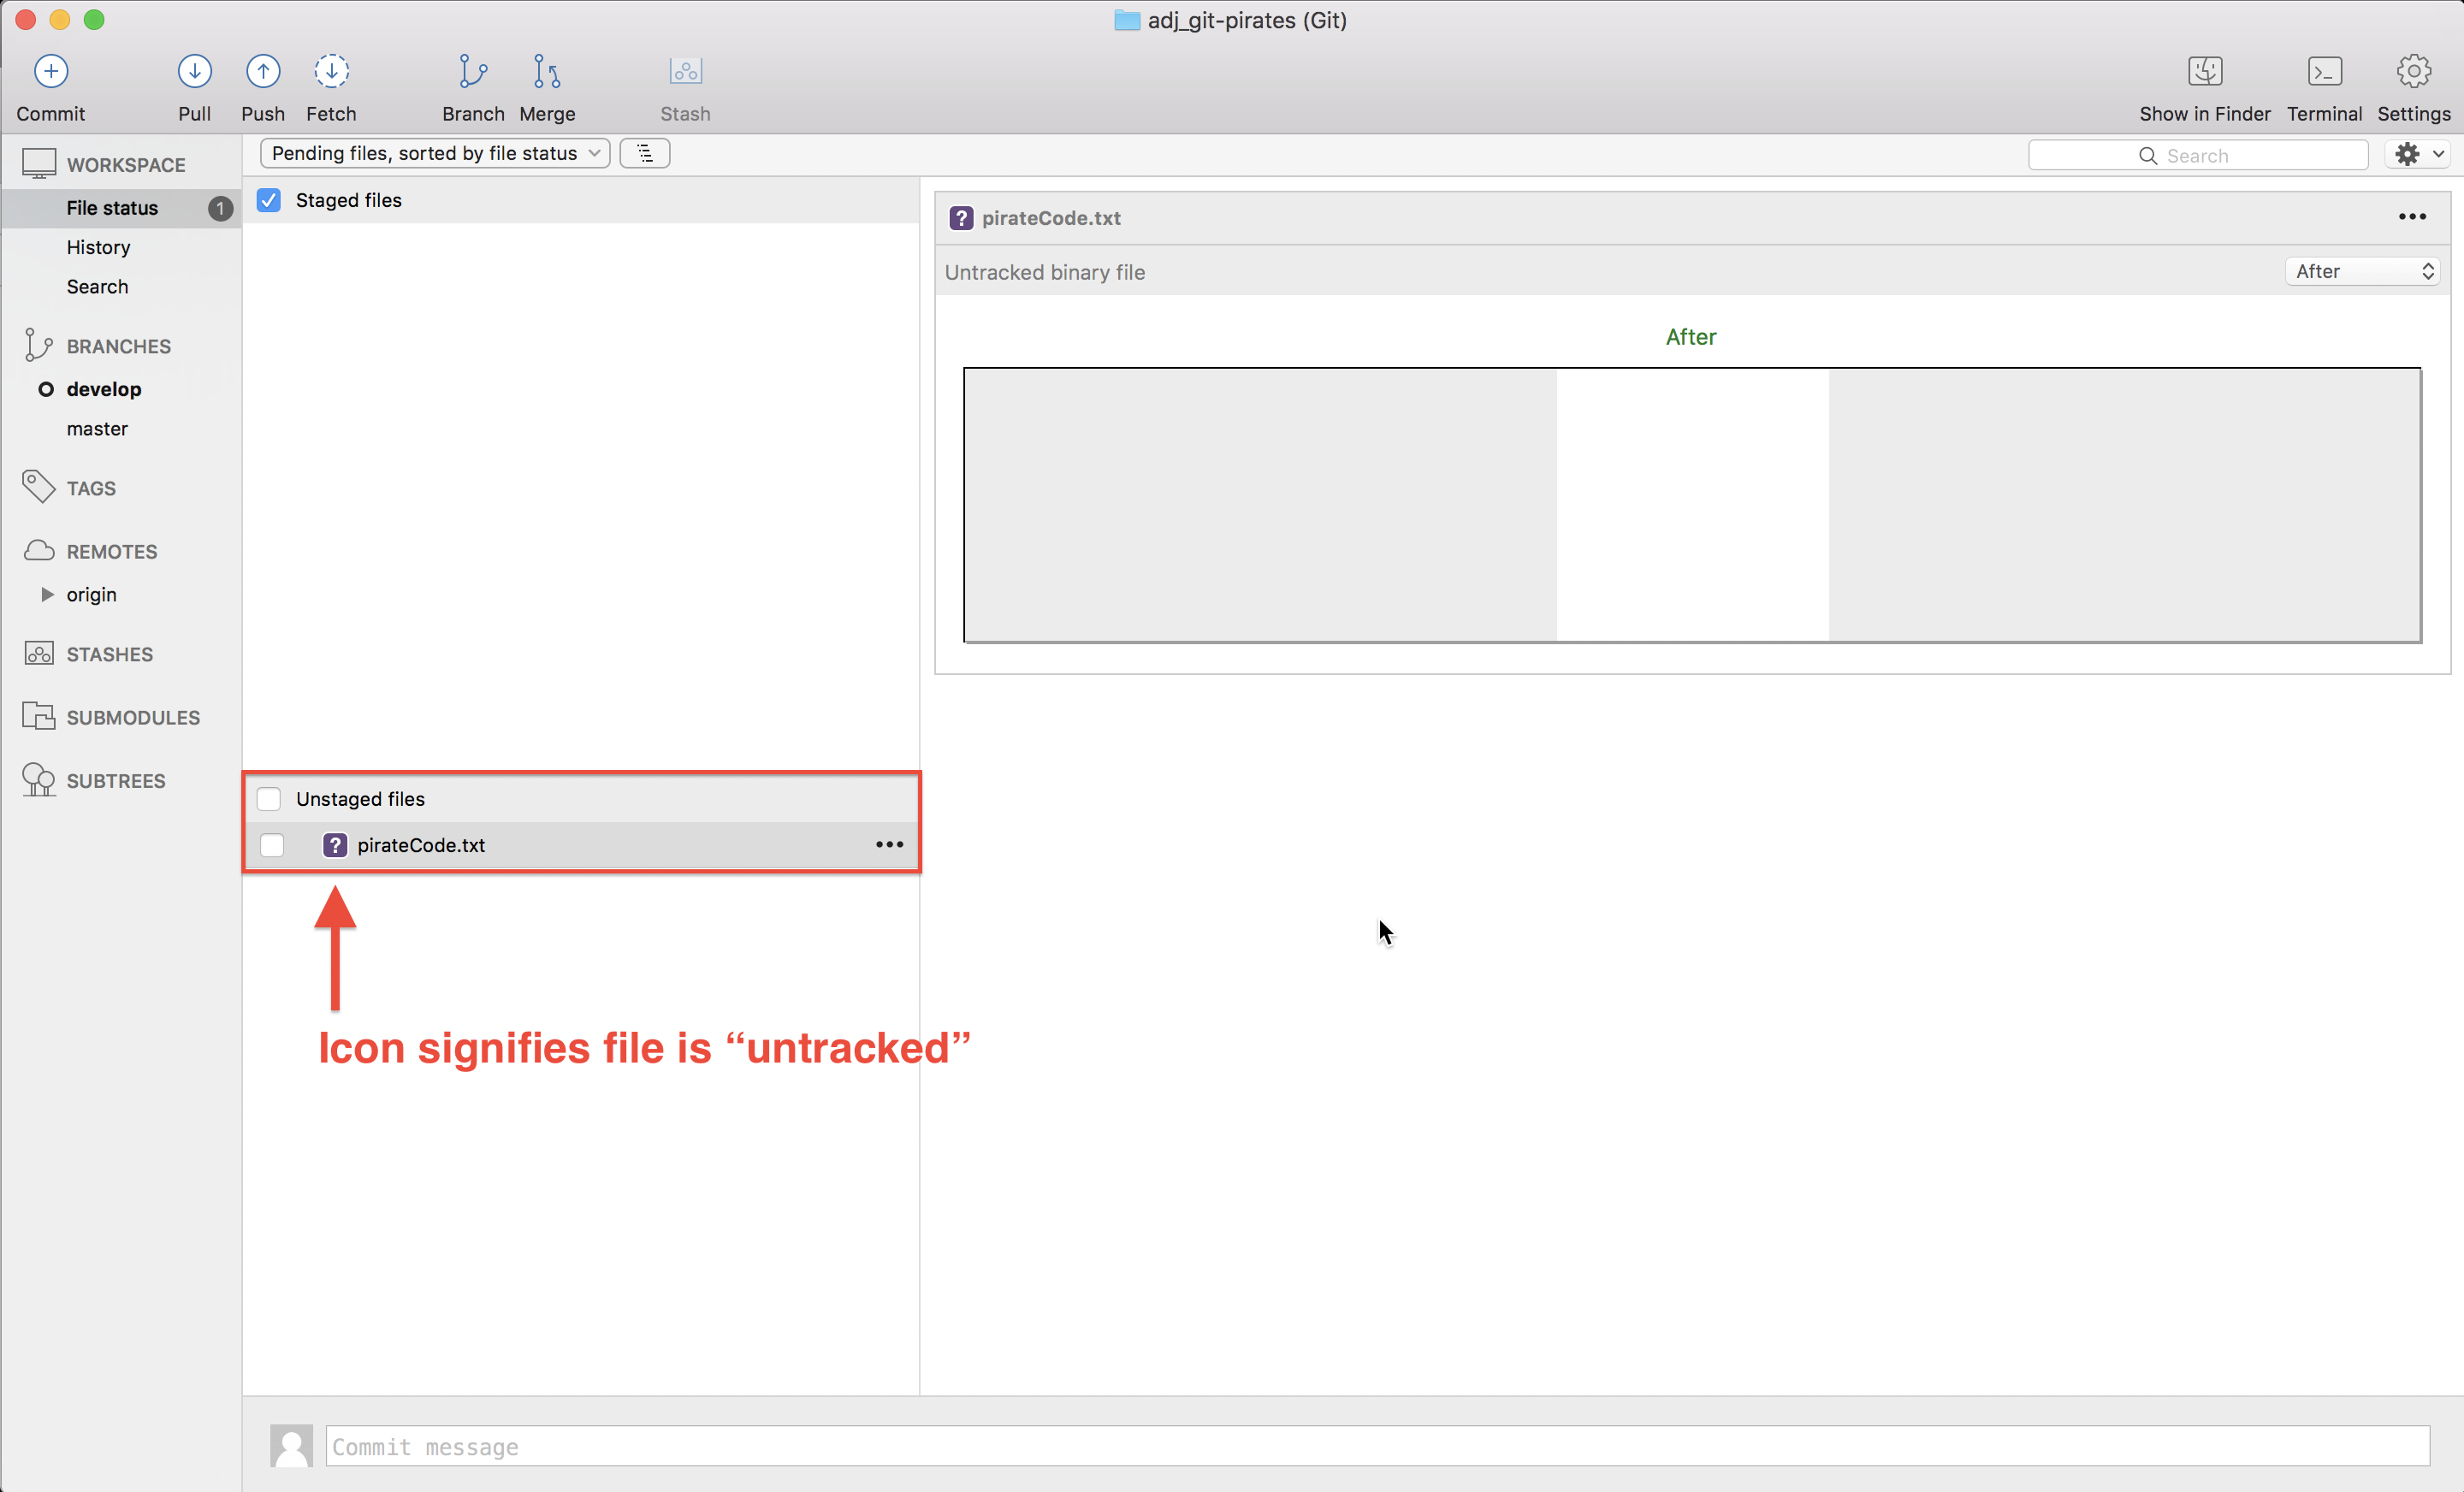 adj_git-pirates (Git)
Commit
Pull
Push
Fetch
Branch
Merge
Stash
Show in Finder
Terminal
Settings
WORKSPACE
File status
1
History
Search
BRANCHES
develop
master
TAGS
REMOTES
origin
STASHES
SUBMODULES
SUBTREES
Pending files, sorted by file status
Search
Staged files
Unstaged files
? pirateCode.txt
Icon signifies file is “untracked”
? pirateCode.txt
Untracked binary file
After
After
Commit message